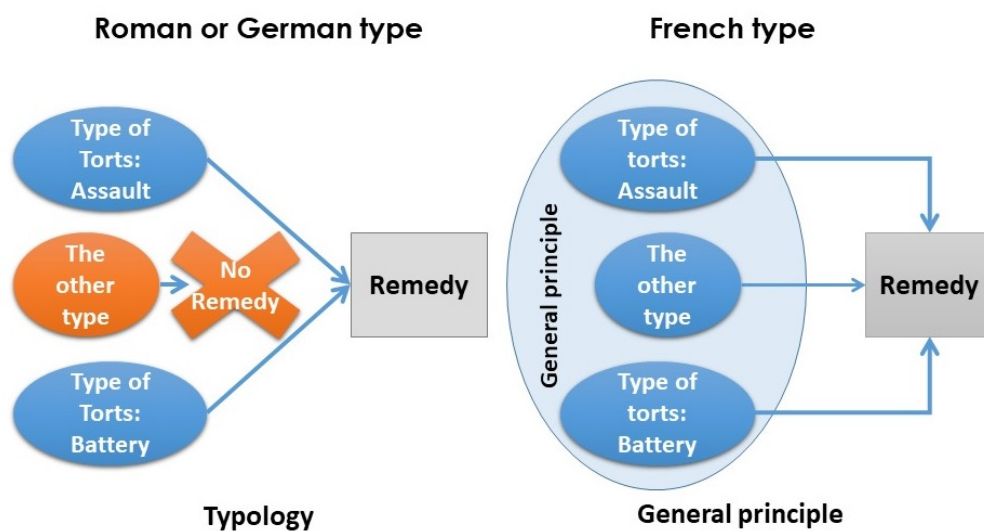 Roman or German type
Type of
Torts:
Assault
The
other
type
No
Remedy
Remedy
Type of
Torts:
Battery
Typology
French type
Type of
torts:
Assault
General principle
The
other
type
Remedy
Type of
torts:
Battery
General principle